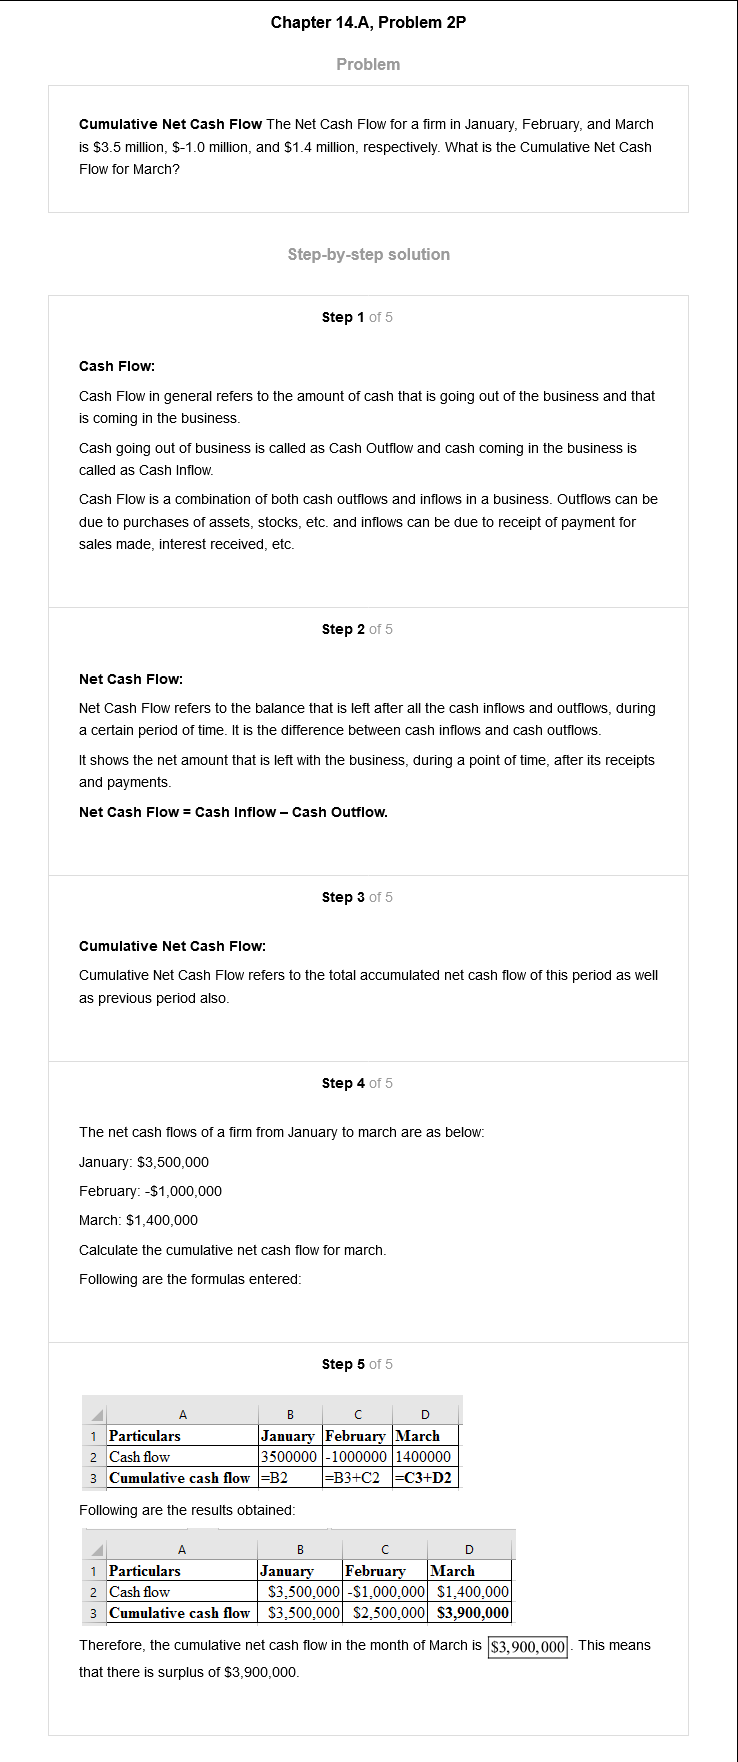 Chapter 14.A, Problem 2P
Problem
Cumulative Net Cash Flow The Net Cash Flow for a firm in January, February, and March
is $3.5 million, $-1.0 million, and $1.4 million, respectively. What is the Cumulative Net Cash
Flow for March?
Step-by-step solution
Step 1 of 5
Cash Flow:
Cash Flow in general refers to the amount of cash that is going out of the business and that
is coming in the business.
Cash going out of business is called as Cash Outflow and cash coming in the business is
called as Cash Inflow.
Cash Flow is a combination of both cash outflows and inflows in a business. Outflows can be
due to purchases of assets, stocks, etc. and inflows can be due to receipt of payment for
sales made, interest received, etc.
Step 2 of 5
Net Cash Flow:
Net Cash Flow refers to the balance that is left after all the cash inflows and outflows, during
a certain period of time. It is the difference between cash inflows and cash outflows.
It shows the net amount that is left with the business, during a point of time, after its receipts
and payments.
Net Cash Flow = Cash Inflow – Cash Outflow.
Step 3 of 5
Cumulative Net Cash Flow:
Cumulative Net Cash Flow refers to the total accumulated net cash flow of this period as well
as previous period also.
Step 4 of 5
The net cash flows of a firm from January to march are as below:
January: $3,500,000
February: -$1,000,000
March: $1,400,000
Calculate the cumulative net cash flow for march.
Following are the formulas entered:
Step 5 of 5
A B C D
1 Particulars January February March
2 Cash flow 3500000 -1000000 1400000
3 Cumulative cash flow =B2 =B3+C2 =C3+D2
Following are the results obtained:
A B C D
1 Particulars January February March
2 Cash flow $3,500,000 -$1,000,000 $1,400,000
3 Cumulative cash flow $3,500,000 $2,500,000 $3,900,000
Therefore, the cumulative net cash flow in the month of March is $3,900,000. This means
that there is surplus of $3,900,000.